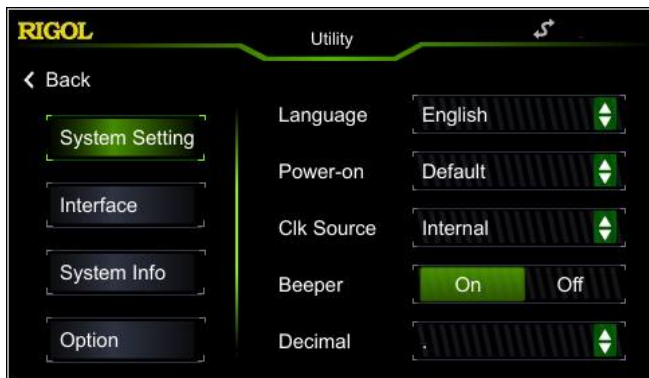 RIGOL
Utility
Back
System Setting
Interface
System Info
Option
Language English
Power-on Default
Clk Source Internal
Beeper On Off
Decimal .